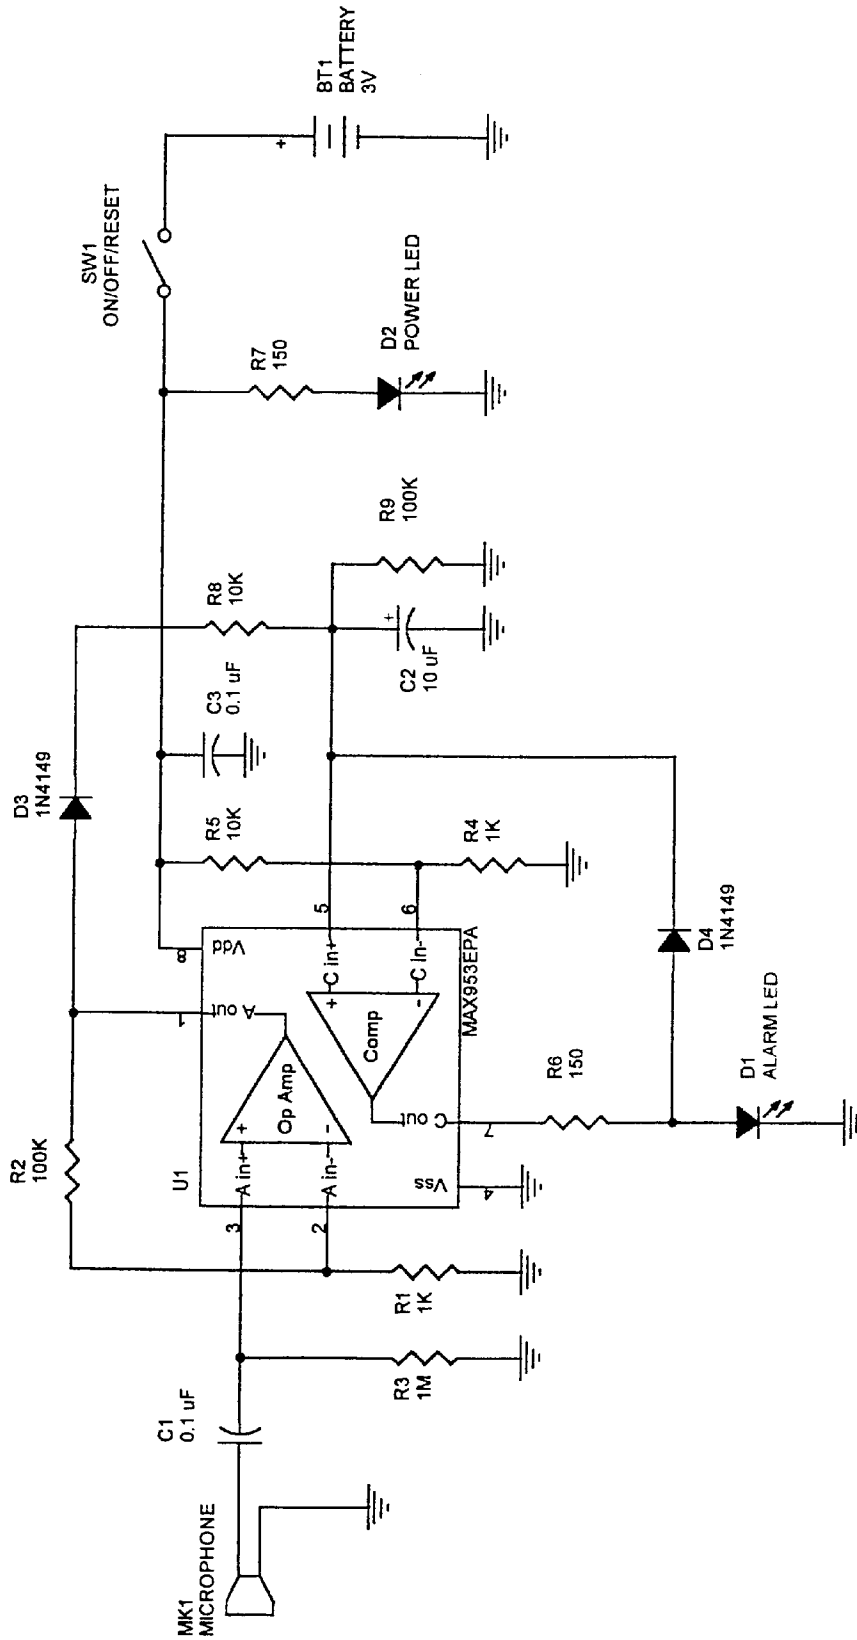 MK1
MICROPHONE
C1
0.1 uF
R3
1M
R1
1K
R2
100K
U1
3
A in+
2
A in-
+
-
Op Amp
A out
1
Vss
4
Vdd
8
Comp
+
-
C in+
5
C in-
6
C out
7
MAX953EPA
R6
150
D1
ALARM LED
D4
1N4149
D3
1N4149
R5
10K
R4
1K
C3
0.1 uF
R8
10K
C2
10 uF
+
R9
100K
R7
150
D2
POWER LED
SW1
ON/OFF/RESET
+
BT1
BATTERY
3V